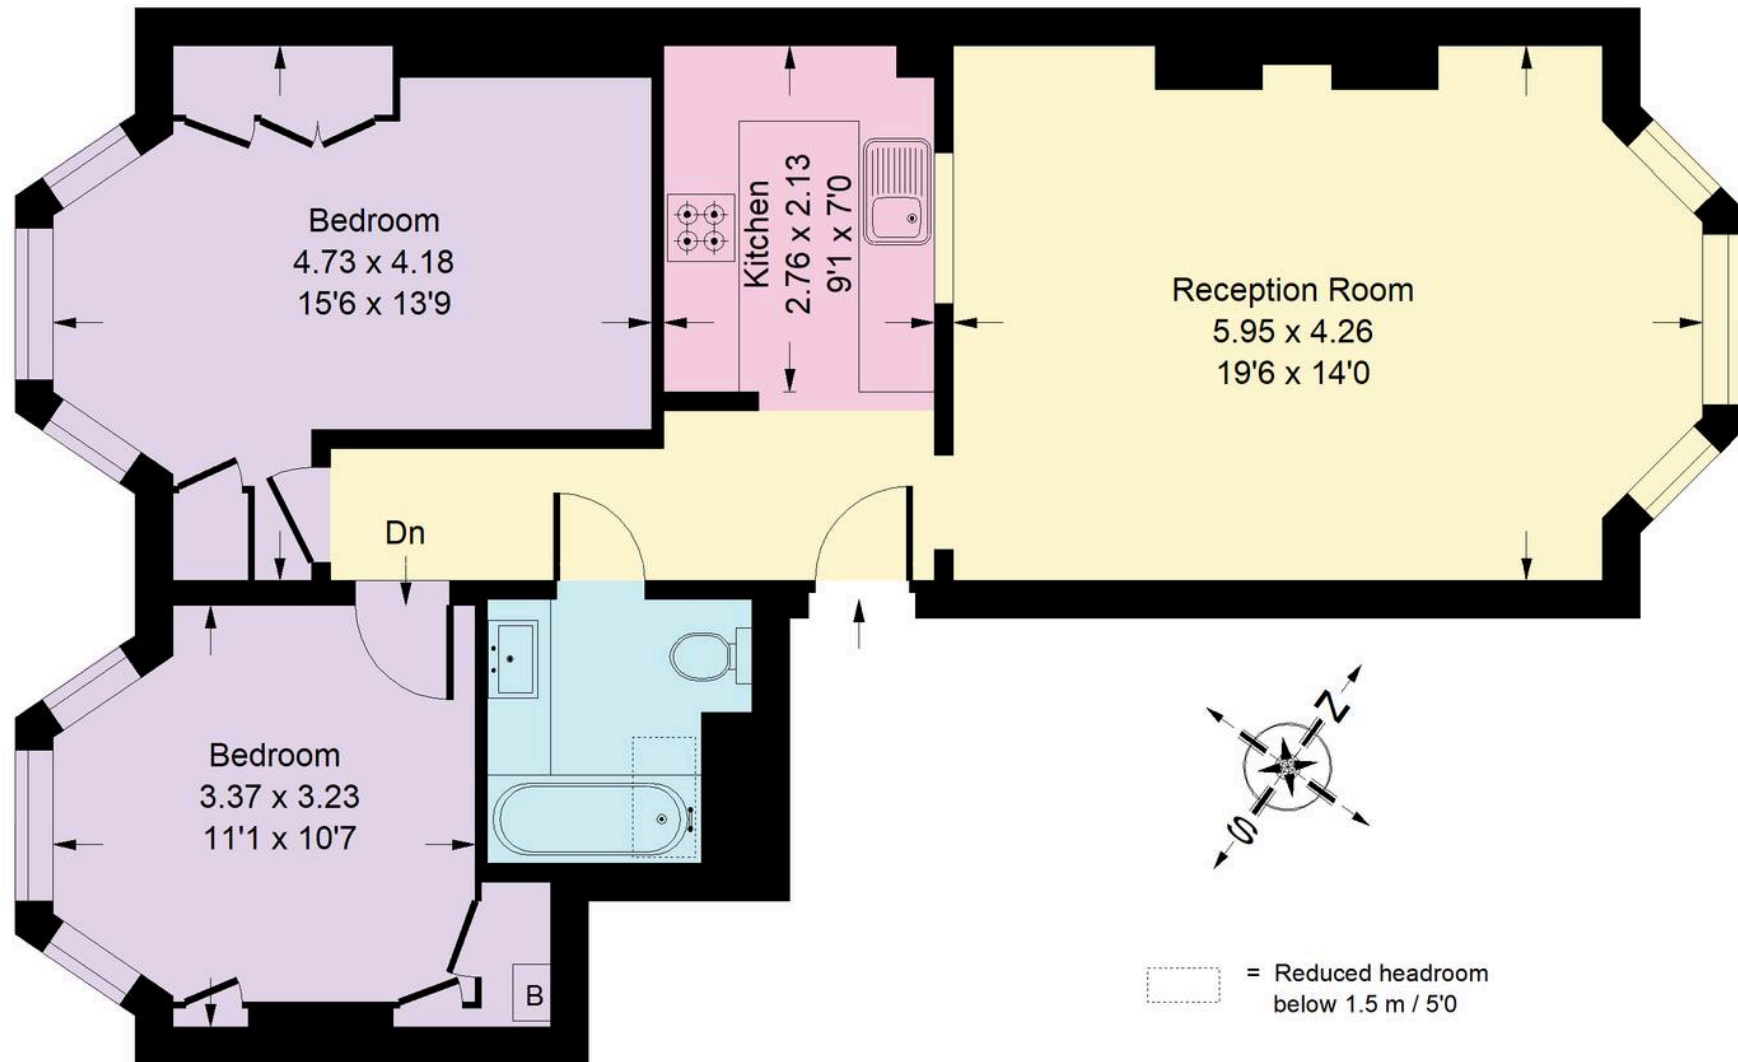 Bedroom
4.73 x 4.18
15'6 x 13'9
Kitchen
2.76 x 2.13
9'1 x 7'0
Reception Room
5.95 x 4.26
19'6 x 14'0
Dn
Bedroom
3.37 x 3.23
11'1 x 10'7
B
N
S
= Reduced headroom
below 1.5 m / 5'0